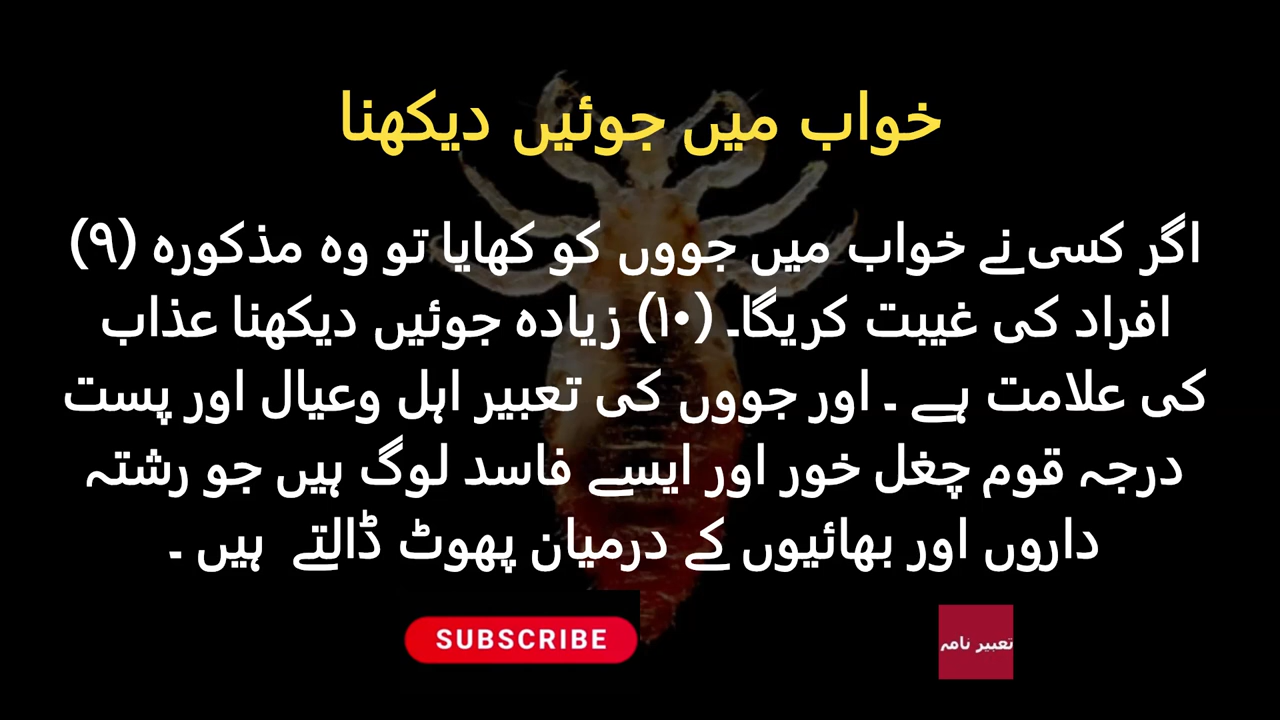 خواب میں جوئیں دیکھنا
اگر کسی نے خواب میں جووں کو کھایا تو وہ مذکورہ (۹)
افراد کی غیبت کریگا۔ (۱۰) زیادہ جوئیں دیکھنا عذاب
کی علامت ہے ۔ اور جووں کی تعبیر اہل وعیال اور پست
درجہ قوم چغل خور اور ایسے فاسد لوگ ہیں جو رشتہ
داروں اور بھائیوں کے درمیان پھوٹ ڈالتے ہیں ۔
SUBSCRIBE
تعبیر نامہ